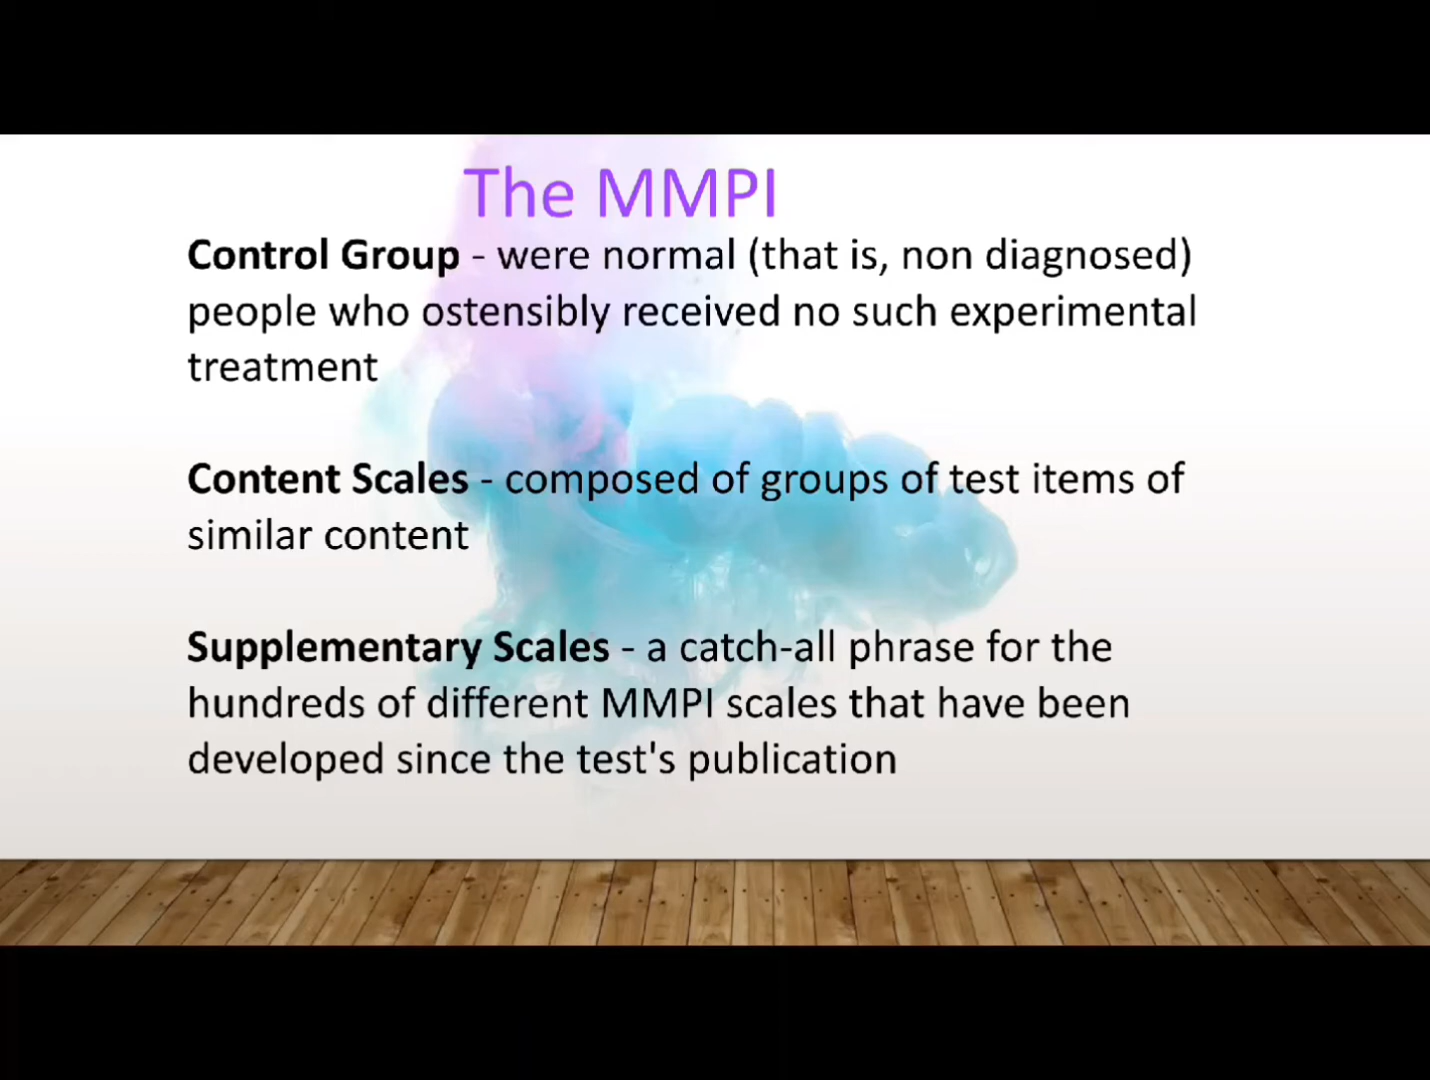 The MMPI
Control Group - were normal (that is, non diagnosed)
people who ostensibly received no such experimental
treatment
Content Scales - composed of groups of test items of
similar content
Supplementary Scales - a catch-all phrase for the
hundreds of different MMPI scales that have been
developed since the test's publication